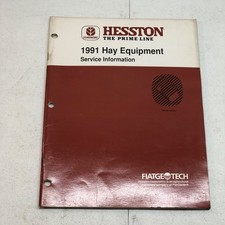 HESSTON
THE PRIME LINE
1991 Hay Equipment
Service Information
FIATGEOTECH